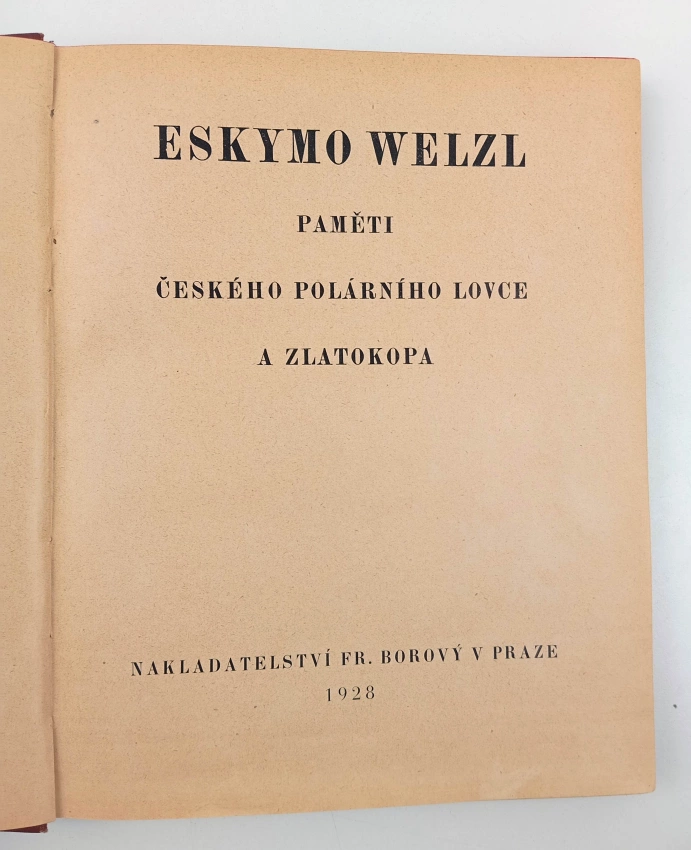 ESKYMO WELZL
PAMĚTI
ČESKÉHO POLÁRNÍHO LOVCE
A ZLATOKOPA
NAKLADATELSTVÍ FR. BOROVÝ V PRAZE
1928